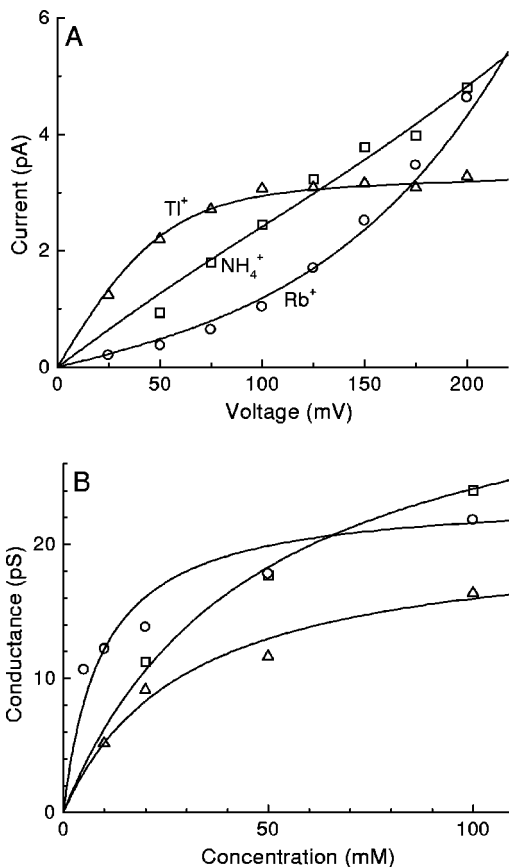 A
6
4
2
0
Current (pA)
Tl⁺
NH₄⁺
Rb⁺
0 50 100 150 200
Voltage (mV)
B
20
10
0
Conductance (pS)
0 50 100
Concentration (mM)